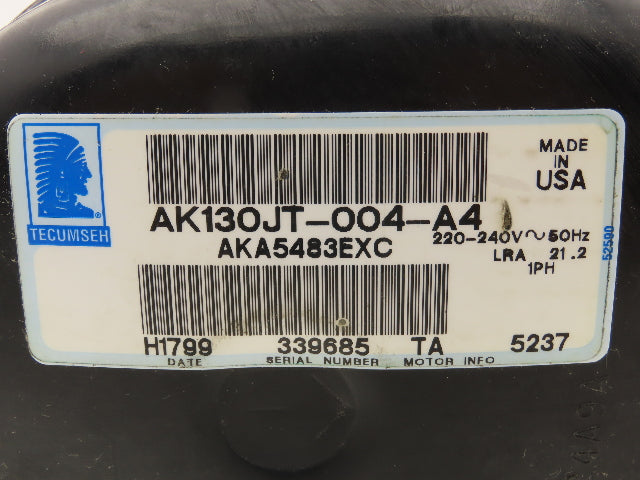 TECUMSEH
MADE
IN
USA
AK130JT-004-A4
AKA5483EXC
220-240V~50Hz
LRA 21.2
1PH
52500
H1799 339685 TA 5237
DATE SERIAL NUMBER MOTOR INFO